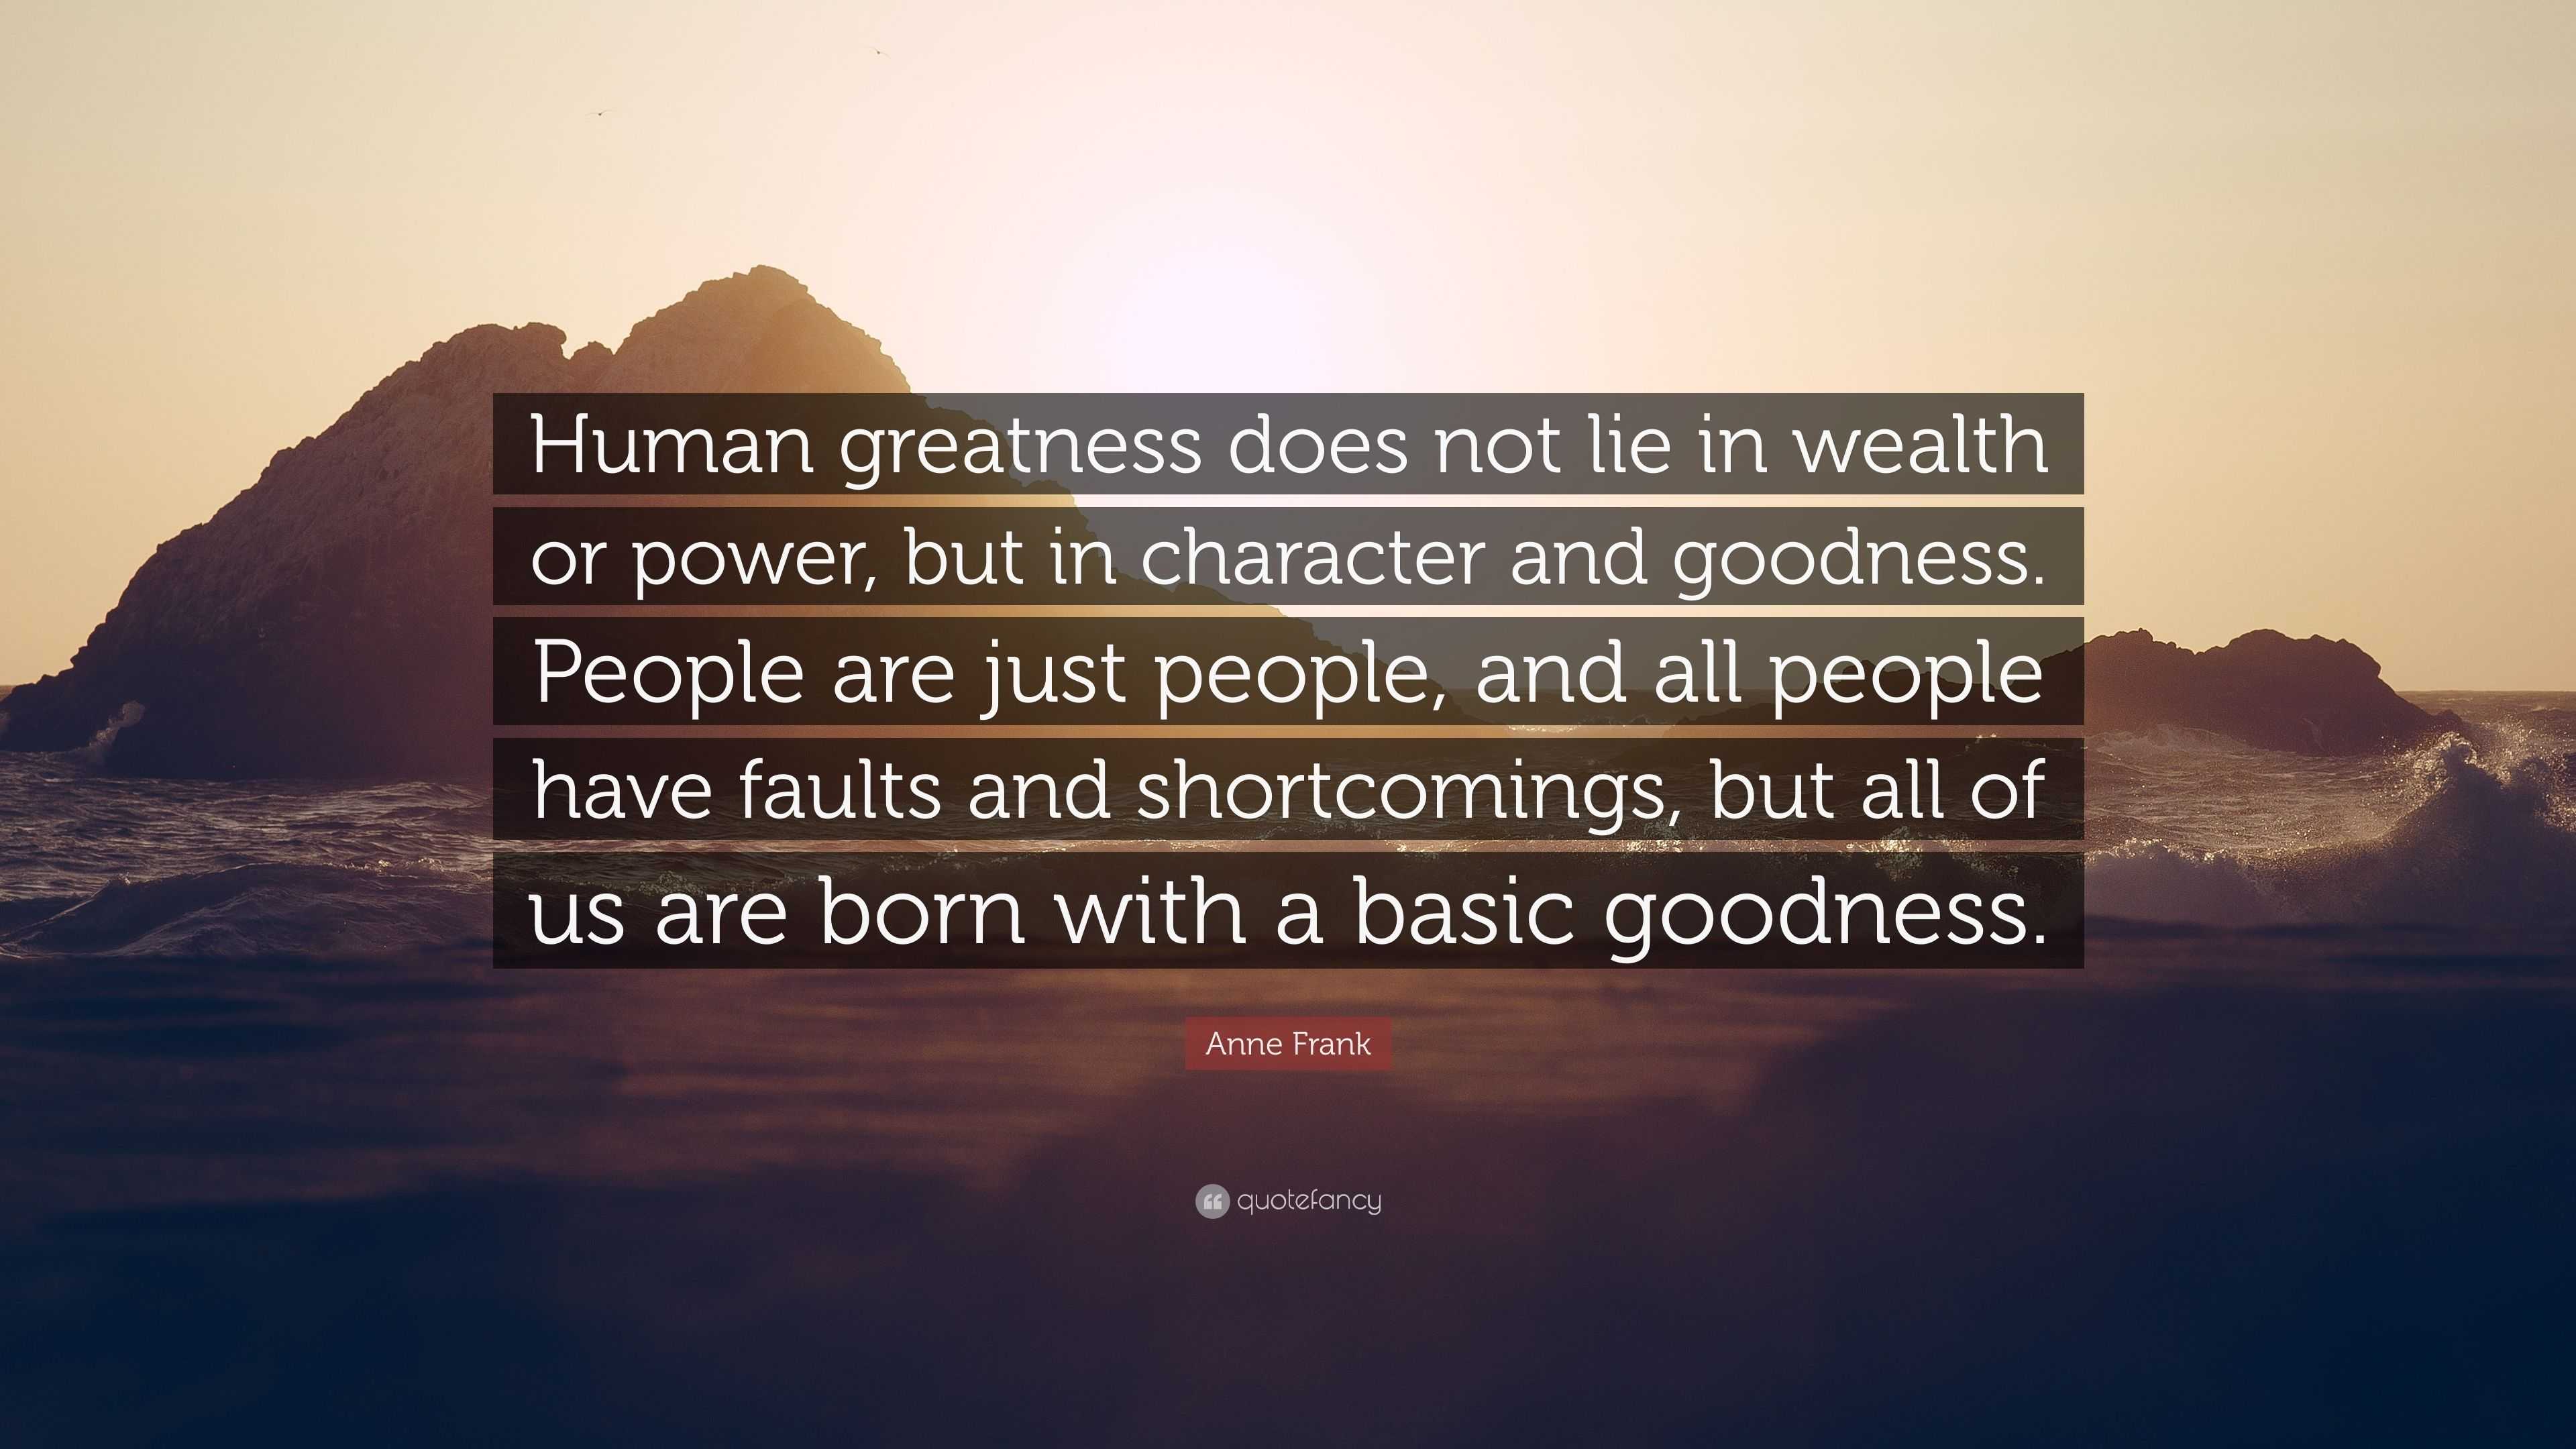 Human greatness does not lie in wealth
or power, but in character and goodness.
People are just people, and all people
have faults and shortcomings, but all of
us are born with a basic goodness.
Anne Frank
quotefancy